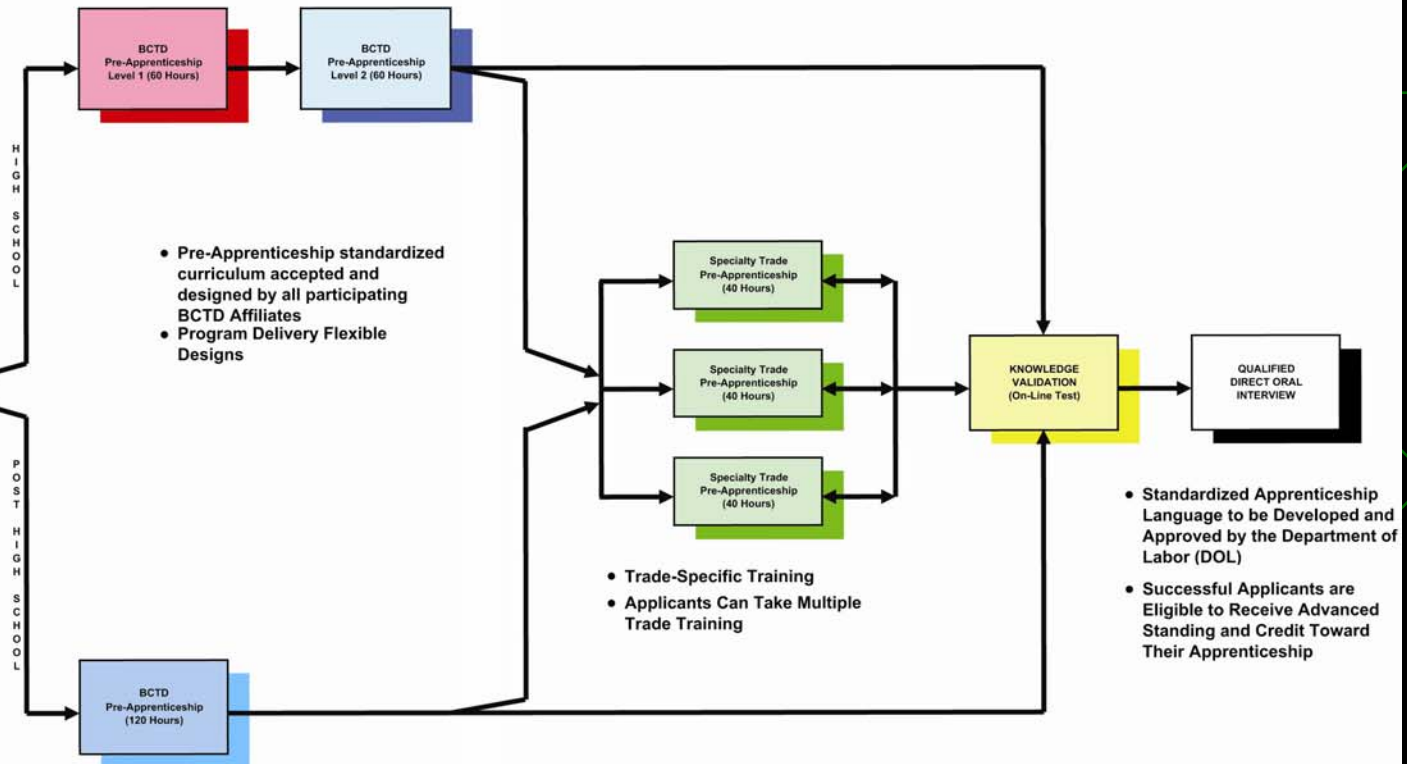 BCTD
Pre-Apprenticeship
Level 1 (60 Hours)
BCTD
Pre-Apprenticeship
Level 2 (60 Hours)
HIGH SCHOOL
• Pre-Apprenticeship standardized
curriculum accepted and
designed by all participating
BCTD Affiliates
• Program Delivery Flexible
Designs
Specialty Trade
Pre-Apprenticeship
(40 Hours)
Specialty Trade
Pre-Apprenticeship
(40 Hours)
Specialty Trade
Pre-Apprenticeship
(40 Hours)
• Trade-Specific Training
• Applicants Can Take Multiple
Trade Training
KNOWLEDGE
VALIDATION
(On-Line Test)
QUALIFIED
DIRECT ORAL
INTERVIEW
• Standardized Apprenticeship
Language to be Developed and
Approved by the Department of
Labor (DOL)
• Successful Applicants are
Eligible to Receive Advanced
Standing and Credit Toward
Their Apprenticeship
POST HIGH SCHOOL
BCTD
Pre-Apprenticeship
(120 Hours)